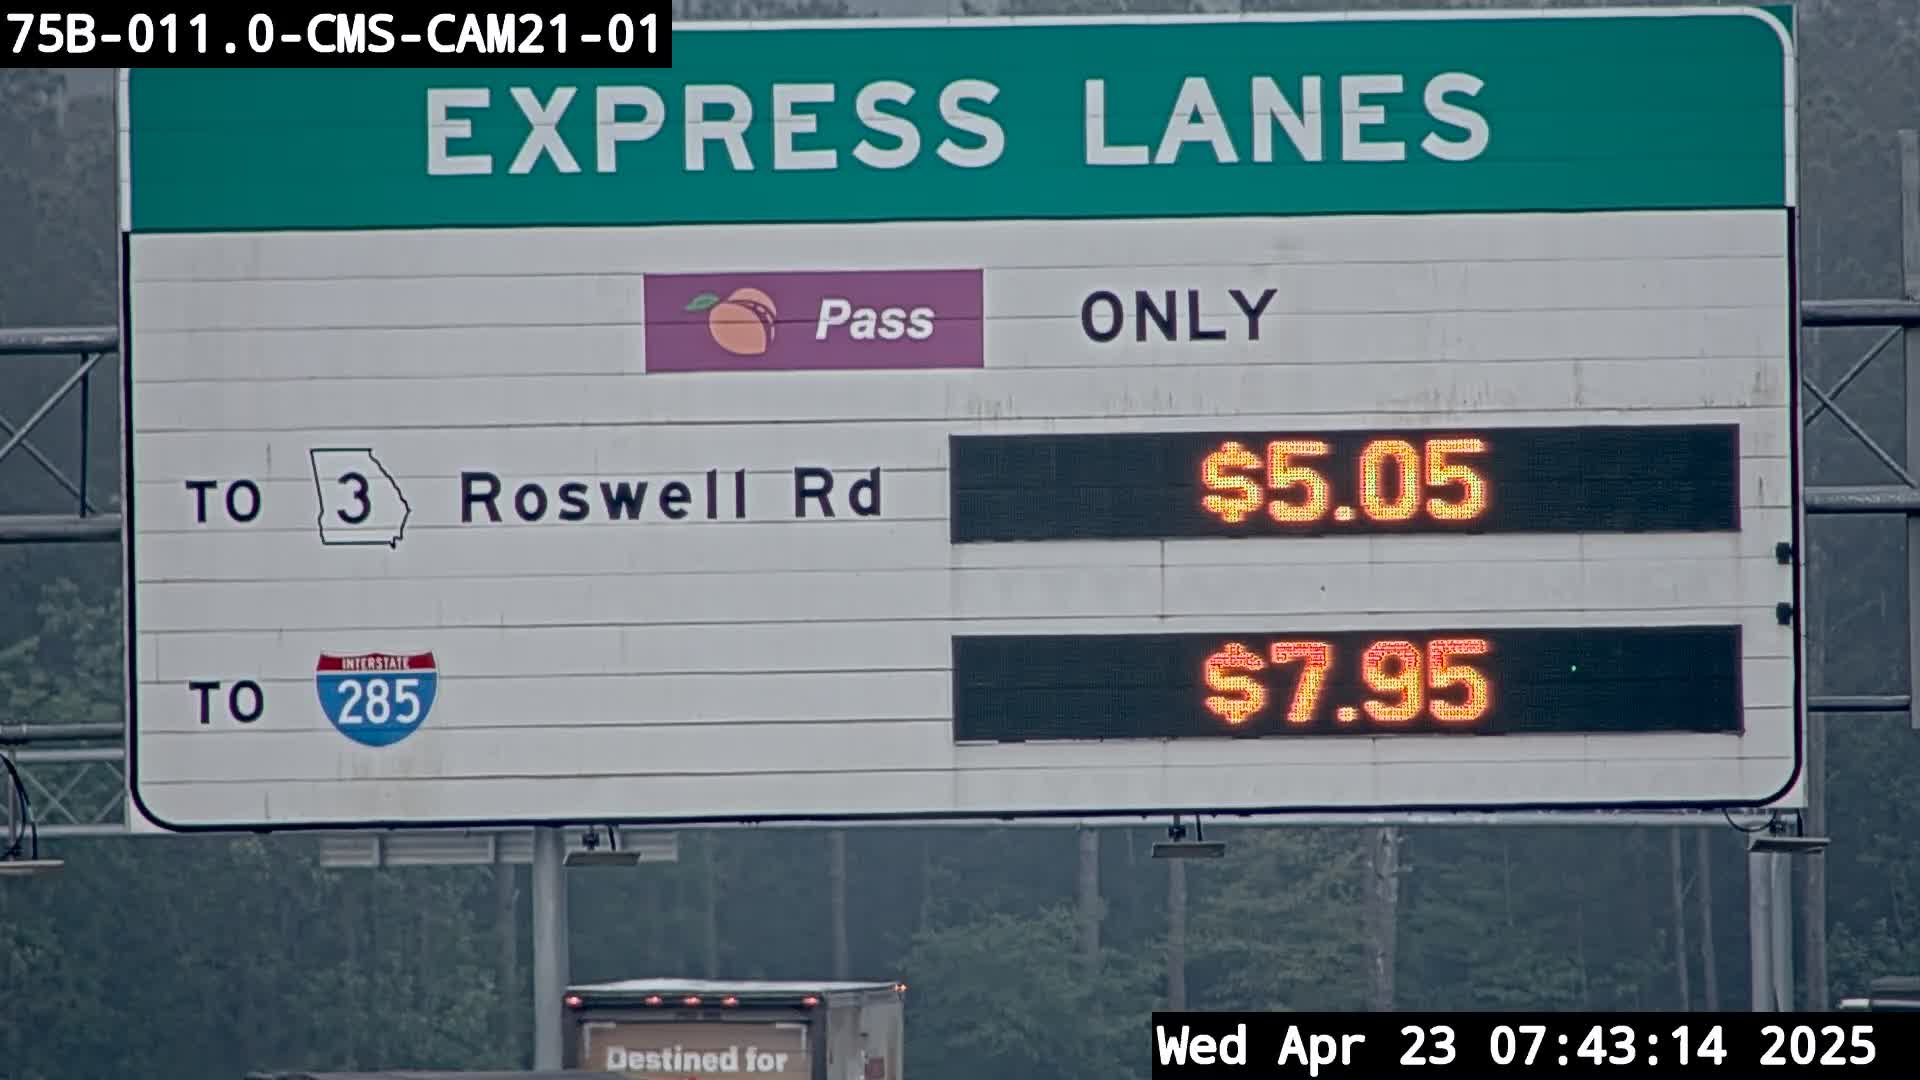 75B-011.0-CMS-CAM21-01
EXPRESS LANES
Pass ONLY
TO 3 Roswell Rd $5.05
TO INTERSTATE 285 $7.95
Destined for
Wed Apr 23 07:43:14 2025